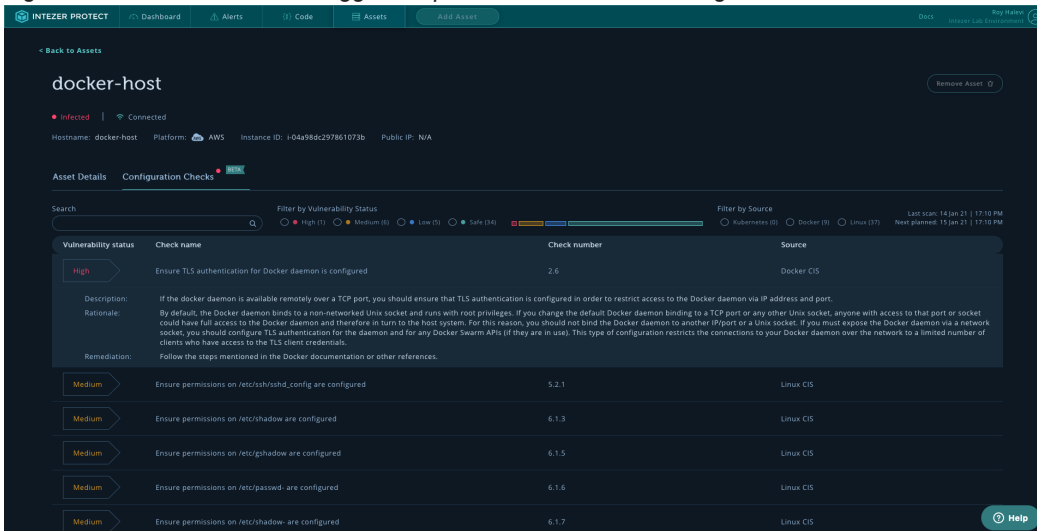 INTEZER PROTECT Dashboard Alerts Code Assets Add Asset Docs Roy Halevi
Intezer Lab Environment
< Back to Assets
docker-host
Remove Asset
Infected | Connected
Hostname: docker-host Platform: AWS Instance ID: i-04a98dc297861073b Public IP: N/A
Asset Details Configuration Checks BETA
Search Filter by Vulnerability Status Filter by Source
High (1) Medium (6) Low (5) Safe (34) Kubernetes (0) Docker (9) Linux (37)
Last scan: 14 Jan 21 | 17:10 PM
Next planned: 15 Jan 21 | 17:10 PM
Vulnerability status Check name Check number Source
High Ensure TLS authentication for Docker daemon is configured 2.6 Docker CIS
Description: If the docker daemon is available remotely over a TCP port, you should ensure that TLS authentication is configured in order to restrict access to the Docker daemon via IP address and port.
Rationale: By default, the Docker daemon binds to a non-networked Unix socket and runs with root privileges. If you change the default Docker daemon binding to a TCP port or any other Unix socket, anyone with access to that port or socket
could have full access to the Docker daemon and therefore in turn to the host system. For this reason, you should not bind the Docker daemon to another IP/port or a Unix socket. If you must expose the Docker daemon via a network
socket, you should configure TLS authentication for the daemon and for any Docker Swarm APIs (if they are in use). This type of configuration restricts the connections to your Docker daemon over the network to a limited number of
clients who have access to the TLS client credentials.
Remediation: Follow the steps mentioned in the Docker documentation or other references.
Medium Ensure permissions on /etc/ssh/sshd_config are configured 5.2.1 Linux CIS
Medium Ensure permissions on /etc/shadow are configured 6.1.3 Linux CIS
Medium Ensure permissions on /etc/gshadow are configured 6.1.5 Linux CIS
Medium Ensure permissions on /etc/passwd- are configured 6.1.6 Linux CIS
Medium Ensure permissions on /etc/shadow- are configured 6.1.7 Linux CIS
Help